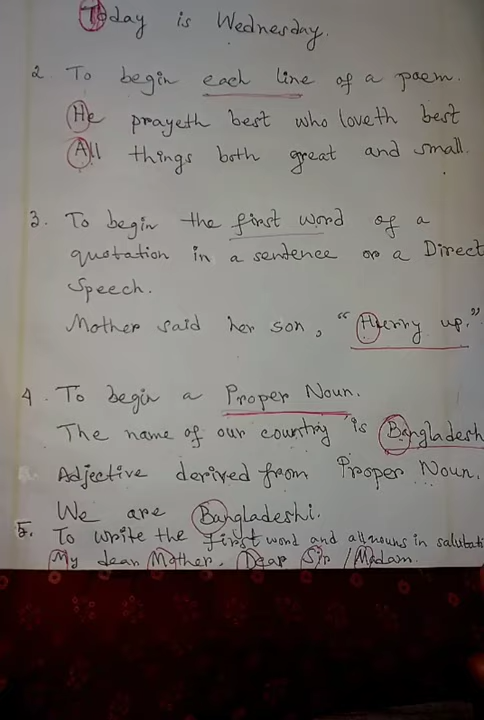 Today is Wednesday.
2. To begin each line of a poem.
He prayeth best who loveth best
All things both great and small.
3. To begin the first word of a
quotation in a sentence or a Direct
Speech.
Mother said her son, "Hurry up."
4. To begin a Proper Noun.
The name of our country is Bangladesh
Adjective derived from Proper Noun.
We are Bangladeshi.
5. To write the first word and all nouns in salutati
My dear Mother, Dear Sir / Madam.